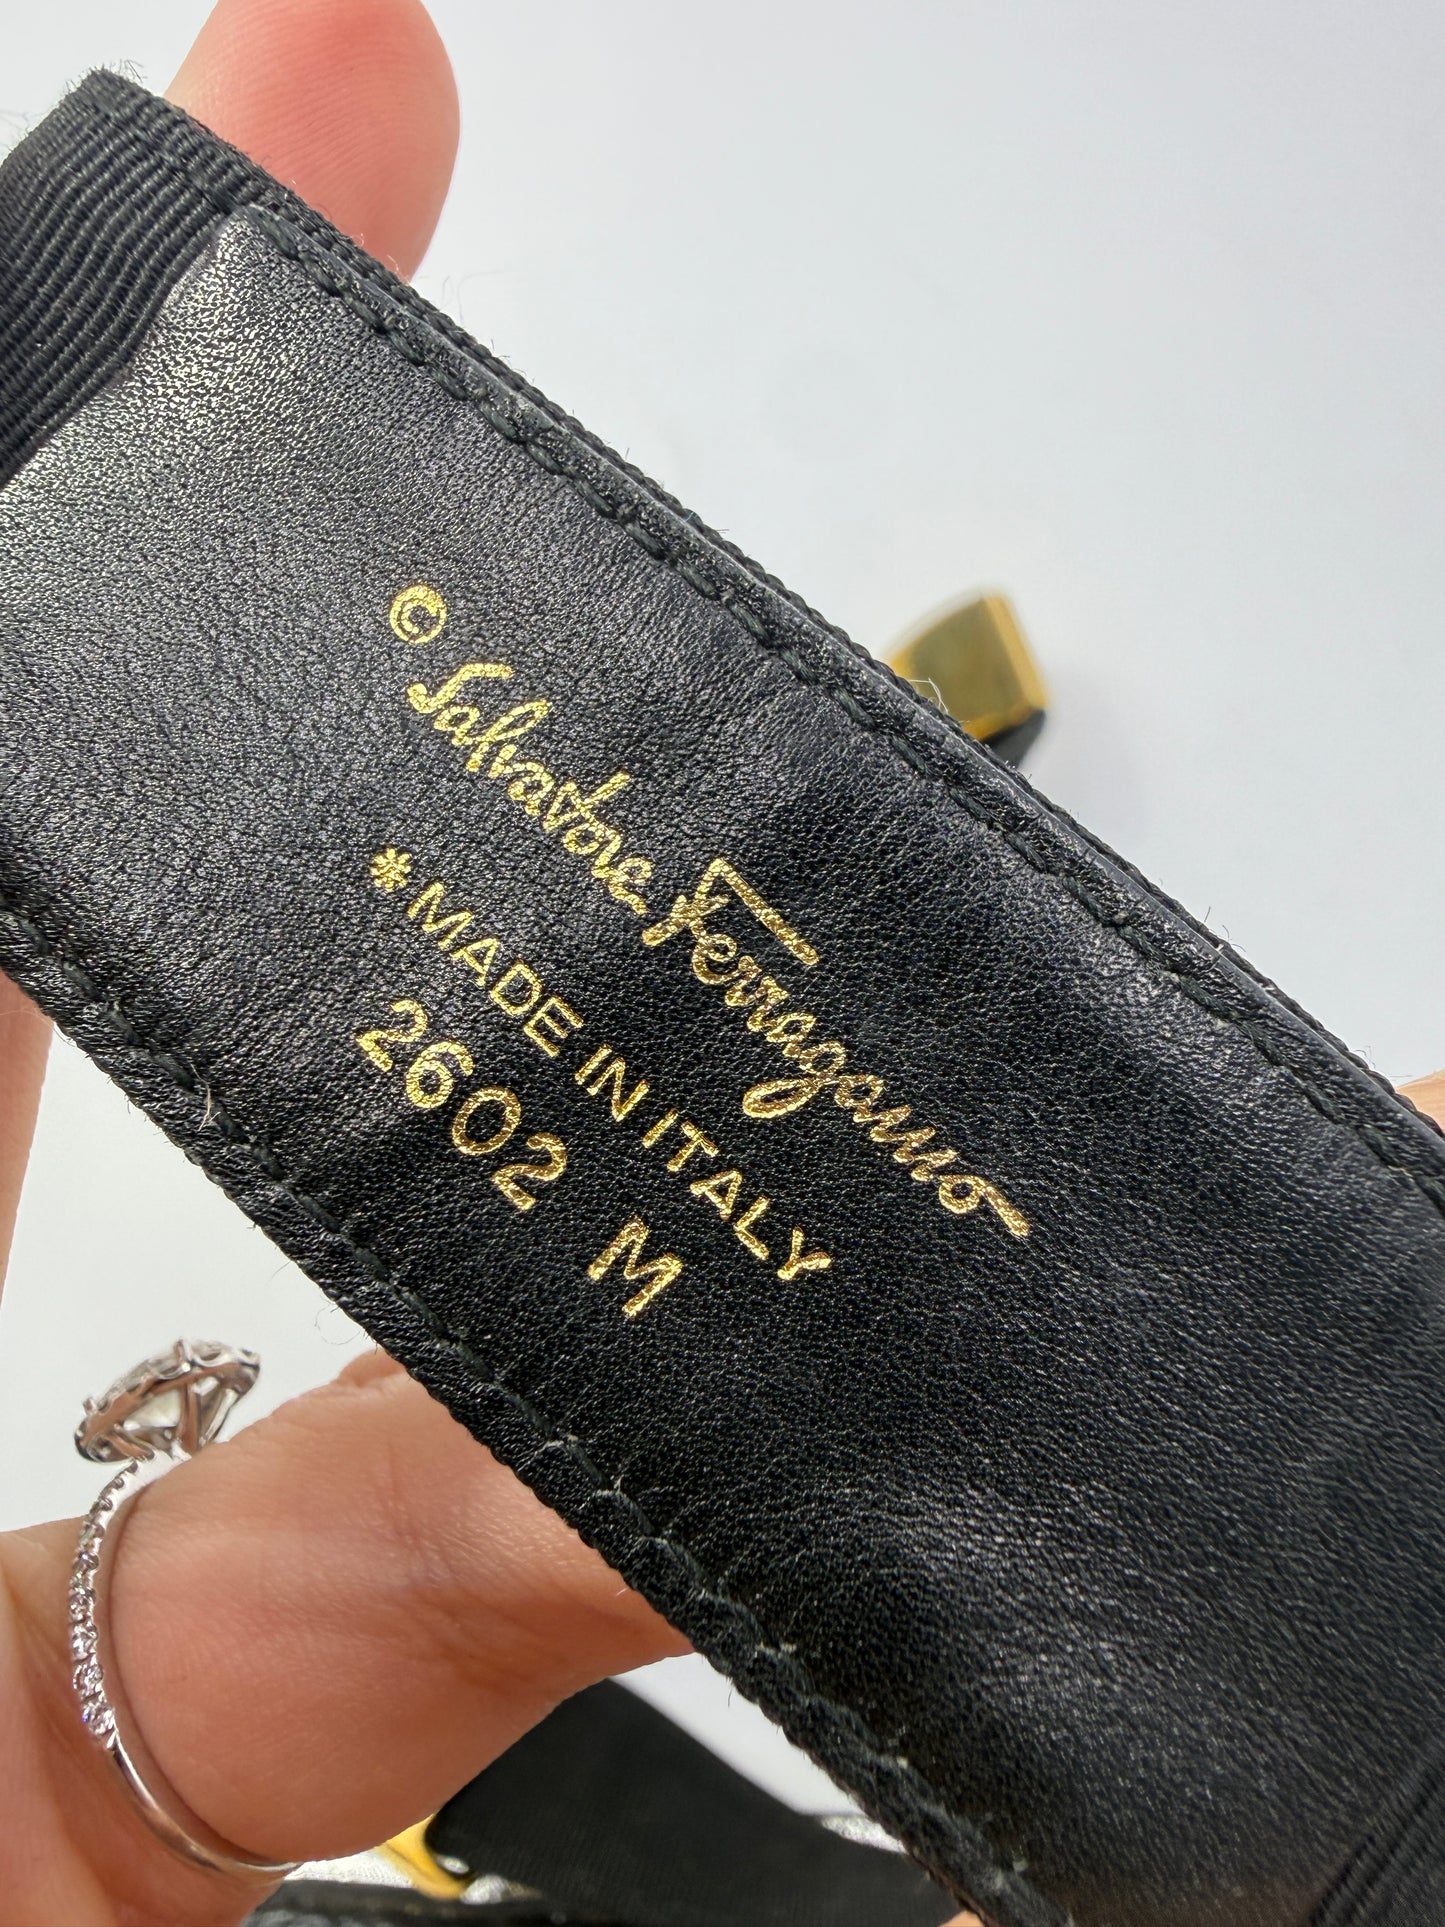 © Salvatore Ferragamo
* MADE IN ITALY
2602 M